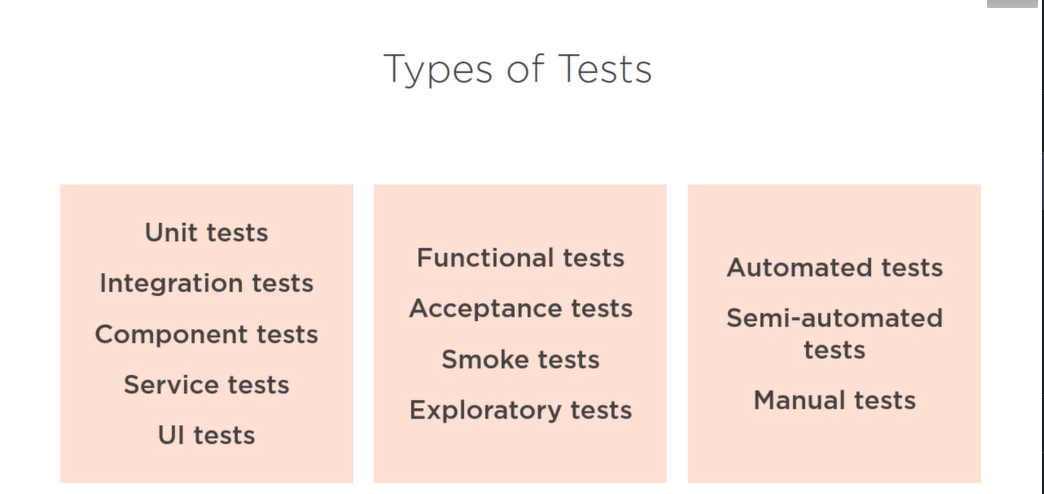 Types of Tests
Unit tests
Integration tests
Component tests
Service tests
UI tests
Functional tests
Acceptance tests
Smoke tests
Exploratory tests
Automated tests
Semi-automated
tests
Manual tests